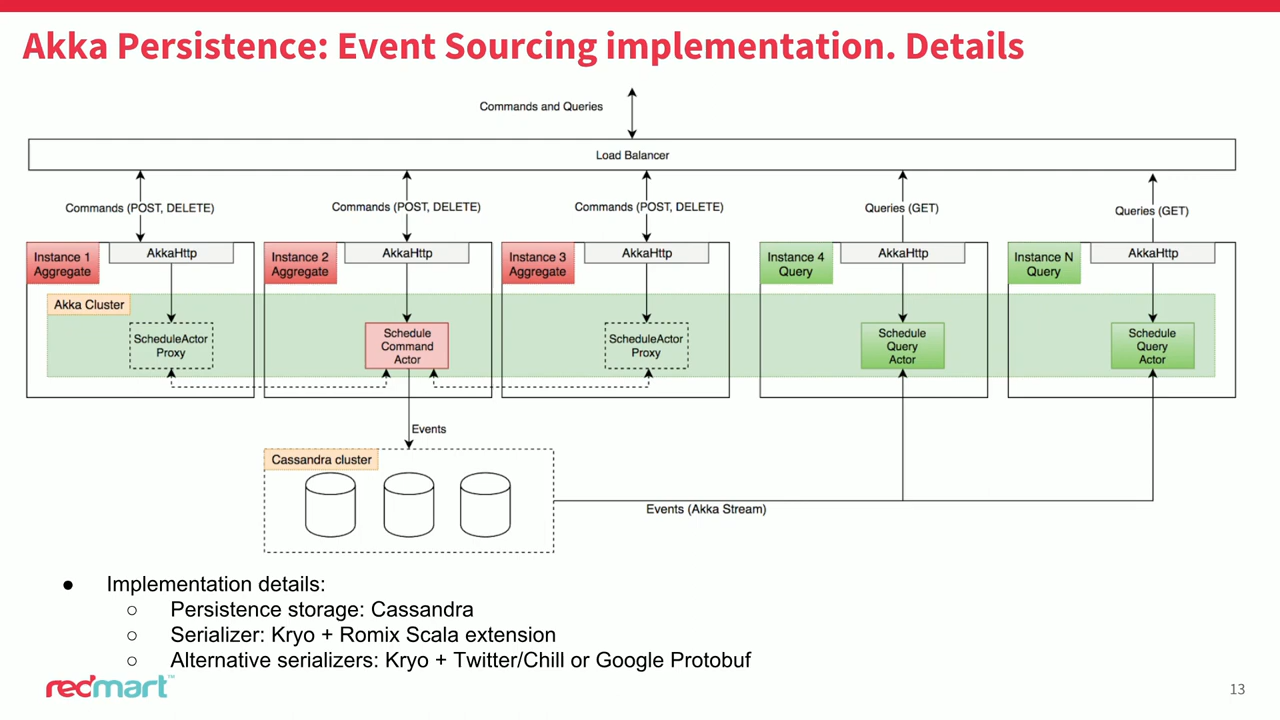 Akka Persistence: Event Sourcing implementation. Details
Commands and Queries
Load Balancer
Commands (POST, DELETE)
Commands (POST, DELETE)
Commands (POST, DELETE)
Queries (GET)
Queries (GET)
Instance 1
Aggregate
AkkaHttp
Instance 2
Aggregate
AkkaHttp
Instance 3
Aggregate
AkkaHttp
Instance 4
Query
AkkaHttp
Instance N
Query
AkkaHttp
Akka Cluster
ScheduleActor
Proxy
Schedule
Command
Actor
ScheduleActor
Proxy
Schedule
Query
Actor
Schedule
Query
Actor
Events
Cassandra cluster
Events (Akka Stream)
● Implementation details:
○ Persistence storage: Cassandra
○ Serializer: Kryo + Romix Scala extension
○ Alternative serializers: Kryo + Twitter/Chill or Google Protobuf
redmart™
13